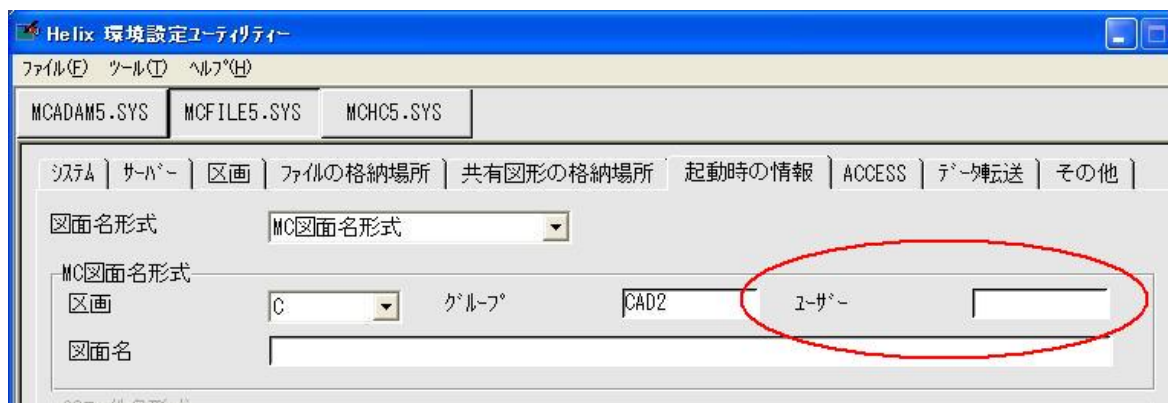 Helix 環境設定ﾕｰﾃｨﾘﾃｨｰ
ﾌｧｲﾙ(F) ﾂｰﾙ(T) ﾍﾙﾌﾟ(H)
MCADAM5.SYS MCFILE5.SYS MCHC5.SYS
ｼｽﾃﾑ ｻｰﾊﾞｰ 区画 ﾌｧｲﾙの格納場所 共有図形の格納場所 起動時の情報 ACCESS ﾃﾞｰﾀ転送 その他
図面名形式 MC図面名形式
MC図面名形式
区画 C ｸﾞﾙｰﾌﾟ CAD2 ﾕｰｻﾞｰ
図面名